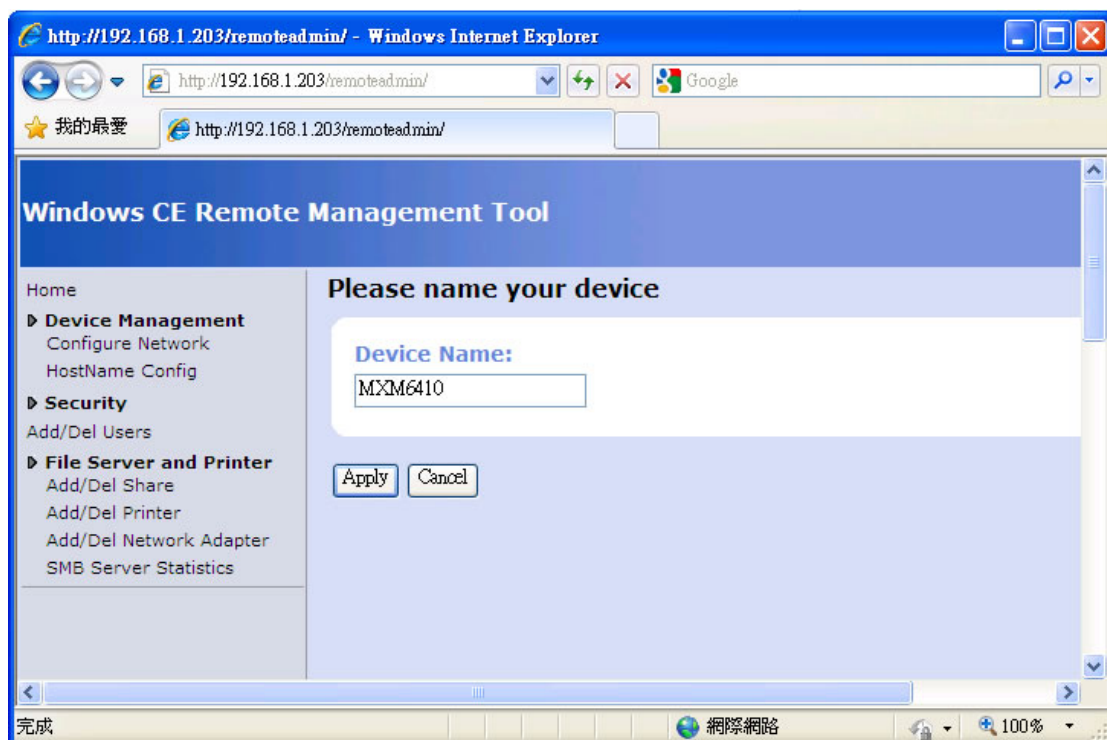 http://192.168.1.203/remoteadmin/ - Windows Internet Explorer
http://192.168.1.203/remoteadmin/
Google
我的最愛
http://192.168.1.203/remoteadmin/
Windows CE Remote Management Tool
Home
Device Management
Configure Network
HostName Config
Security
Add/Del Users
File Server and Printer
Add/Del Share
Add/Del Printer
Add/Del Network Adapter
SMB Server Statistics
Please name your device
Device Name:
MXM6410
Apply Cancel
完成
網際網路
100%